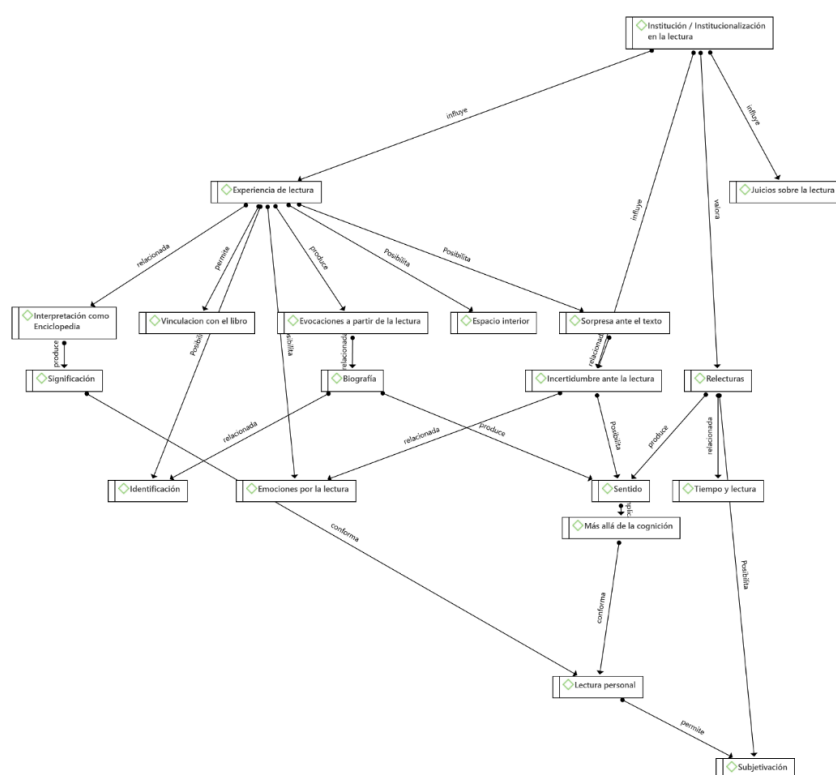 Institución / Institucionalización
en la lectura
influye
influye
Experiencia de lectura
Juicios sobre la lectura
influye
valora
relacionada
permite
produce
Posibilita
Posibilita
Interpretación como
Enciclopedia
Vinculacion con el libro
Evocaciones a partir de la lectura
Espacio interior
Sorpresa ante el texto
produce
relacionada
relacionada
Significación
Biografía
Incertidumbre ante la lectura
Relecturas
relacionada
relacionada
produce
Posibilita
produce
relacionada
Identificación
Emociones por la lectura
Sentido
Tiempo y lectura
Más allá de la cognición
conforma
conforma
Posibilita
Lectura personal
permite
Subjetivación